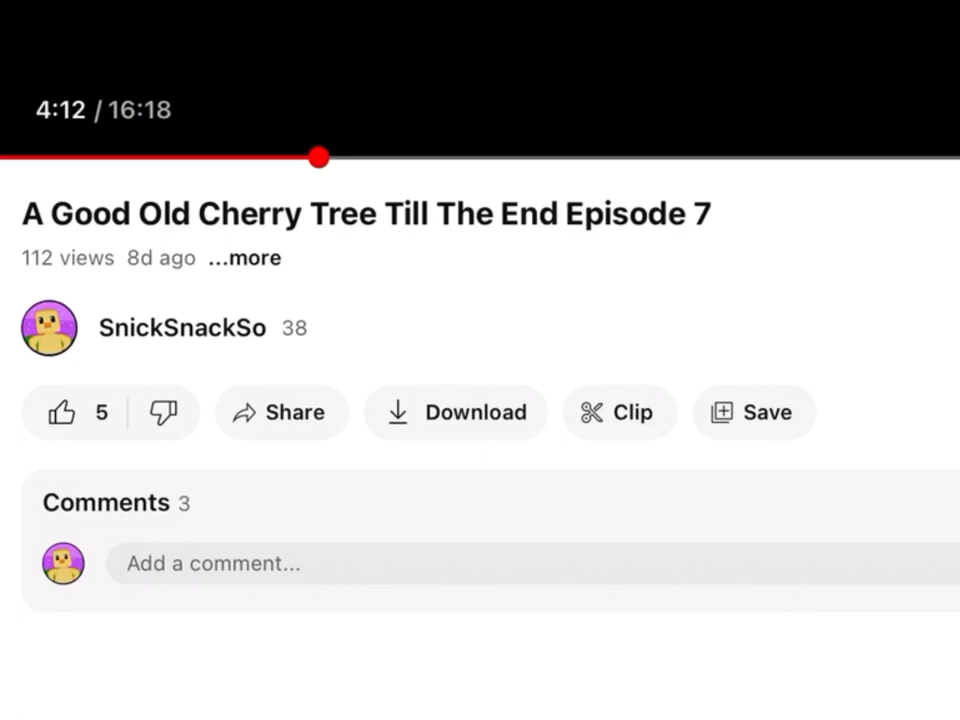 4:12 / 16:18
A Good Old Cherry Tree Till The End Episode 7
112 views 8d ago ...more
SnickSnackSo 38
5 Share Download Clip Save
Comments 3
Add a comment...